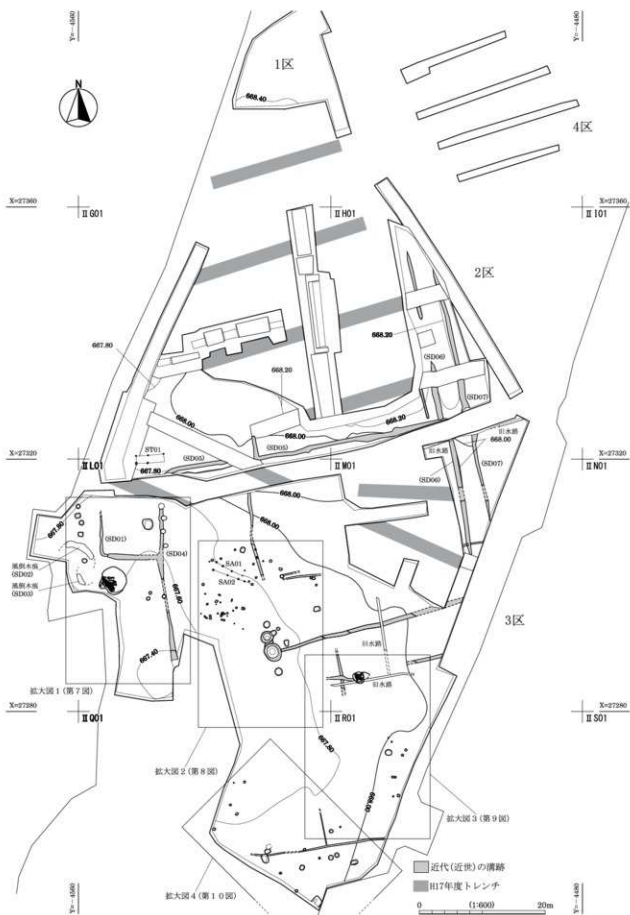 Y=-4560
Y=-4480
1区
668.40
N
4区
X=27360
X=27360
ⅡG01
ⅡH01
ⅡI01
2区
667.80
668.20
(SD06)
668.20
668.00
668.20
(SD07)
旧水路
668.00
ST01
668.00
(SD05)
X=27320
X=27320
ⅡL01
667.80
(SD05)
ⅡM01
旧水路
ⅡN01
(SD07)
(SD06)
668.00
667.80
(SD01)
(SD04)
風倒木痕
(SD02)
風倒木痕
(SD03)
667.60
SA01
SA02
3区
旧水路
667.40
旧水路
拡大図1(第7図)
X=27280
X=27280
ⅡQ01
ⅡR01
ⅡS01
拡大図2(第8図)
667.80
668.00
拡大図3(第9図)
拡大図4(第10図)
近代(近世)の溝跡
H17年度トレンチ
Y=-4560
Y=-4480
0 (1:600) 20m